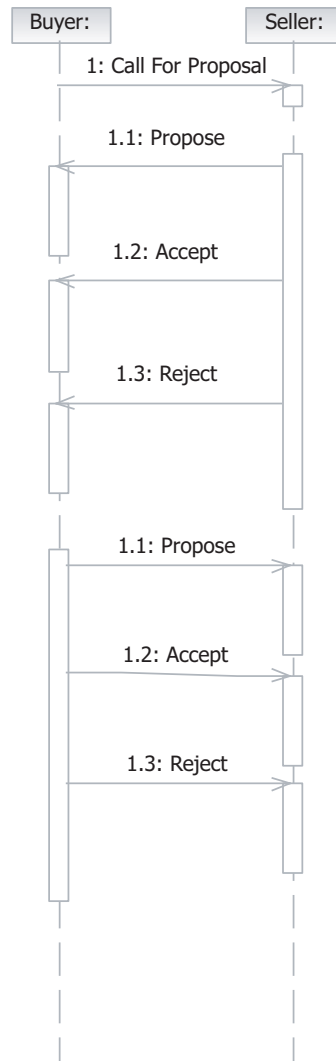 Buyer:
Seller:
1: Call For Proposal
1.1: Propose
1.2: Accept
1.3: Reject
1.1: Propose
1.2: Accept
1.3: Reject